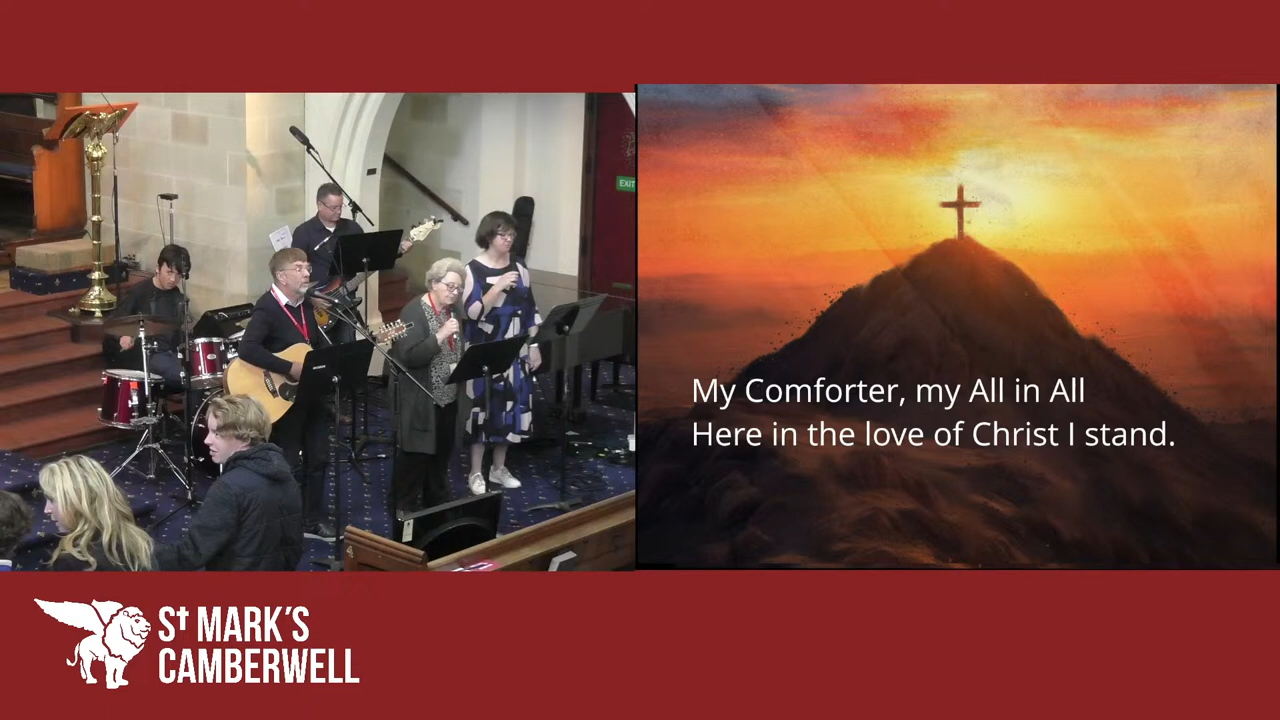 EXIT
My Comforter, my All in All
Here in the love of Christ I stand.
St MARK'S
CAMBERWELL